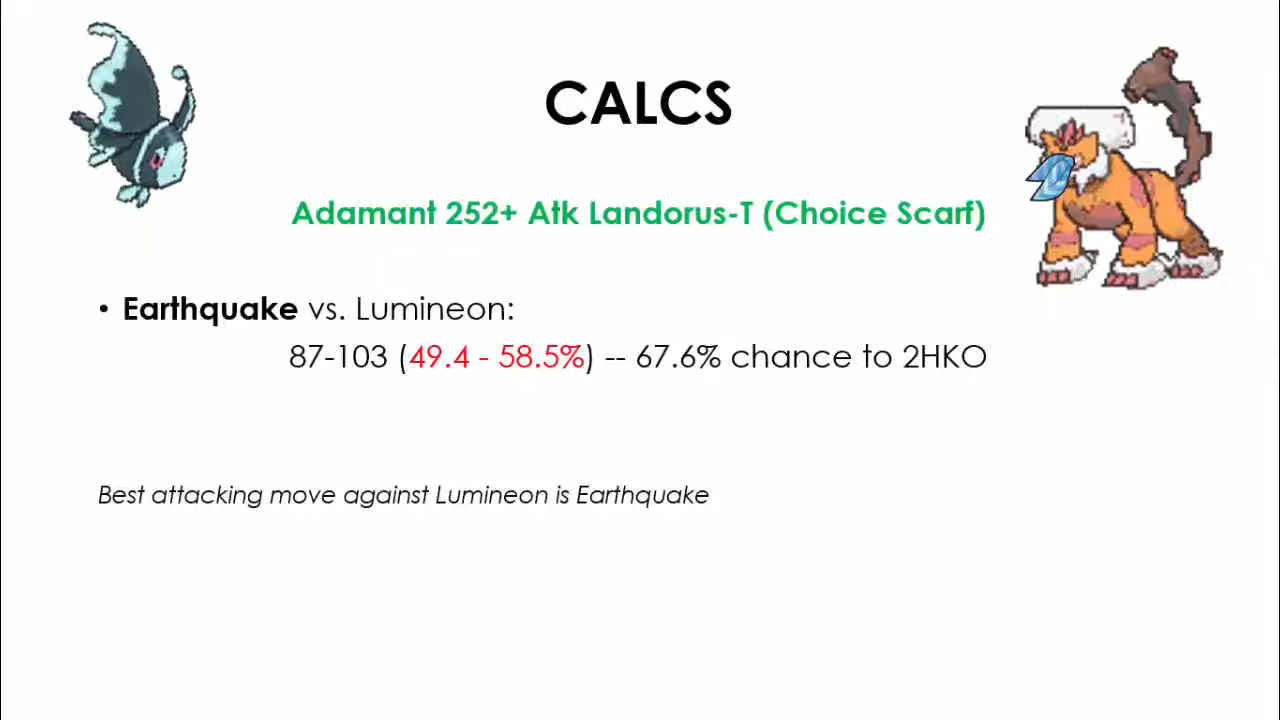 CALCS
Adamant 252+ Atk Landorus-T (Choice Scarf)
• Earthquake vs. Lumineon:
87-103 (49.4 - 58.5%) -- 67.6% chance to 2HKO
Best attacking move against Lumineon is Earthquake